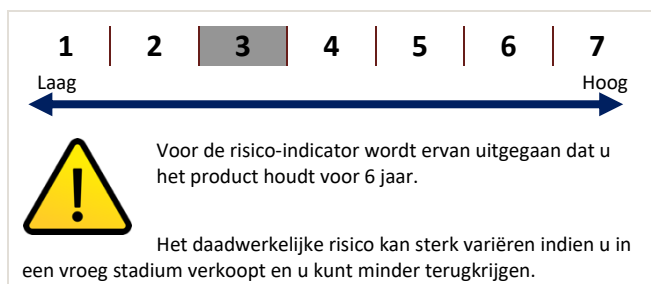 1 2 3 4 5 6 7
Laag Hoog
Voor de risico-indicator wordt ervan uitgegaan dat u
het product houdt voor 6 jaar.
Het daadwerkelijke risico kan sterk variëren indien u in
een vroeg stadium verkoopt en u kunt minder terugkrijgen.